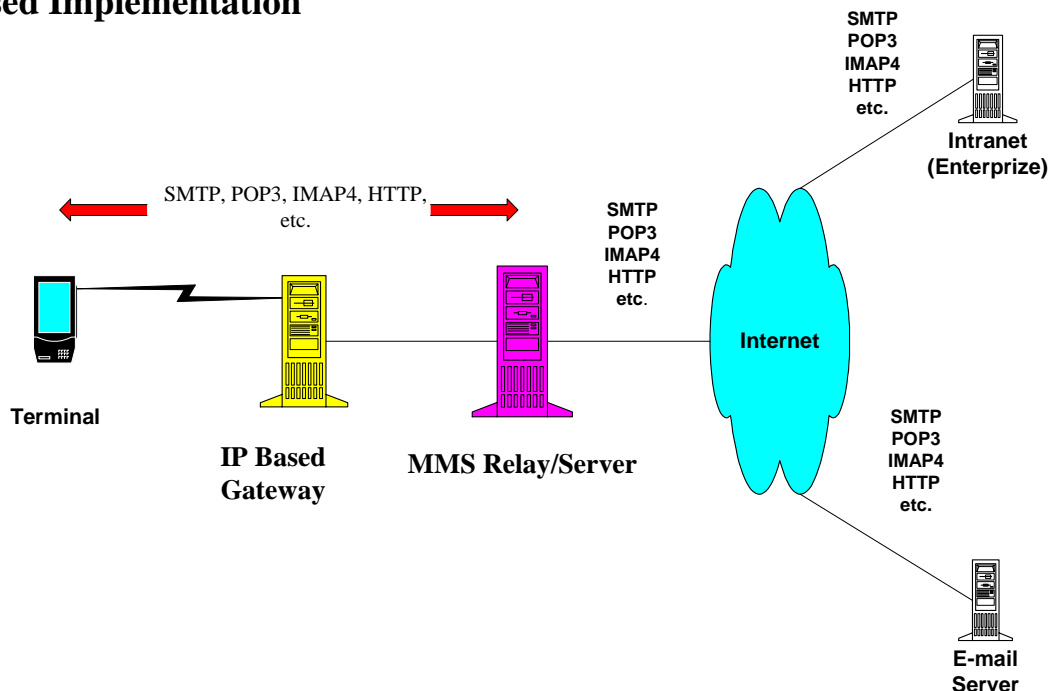 sed Implementation
SMTP
POP3
IMAP4
HTTP
etc.
Intranet
(Enterprize)
SMTP, POP3, IMAP4, HTTP,
etc.
SMTP
POP3
IMAP4
HTTP
etc.
Internet
Terminal
IP Based
Gateway
MMS Relay/Server
SMTP
POP3
IMAP4
HTTP
etc.
E-mail
Server